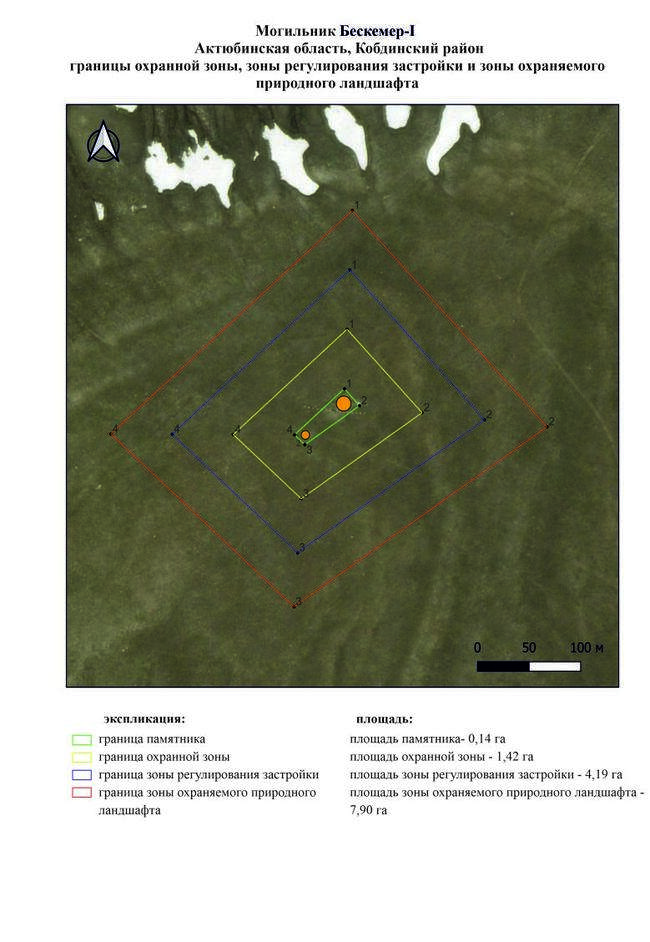 Могильник Бескемер-I
Актюбинская область, Кобдинский район
границы охранной зоны, зоны регулирования застройки и зоны охраняемого
природного ландшафта
1
1
1
1
2
2
2
2
4
4
4
4
3
3
3
3
0 50 100 м
экспликация:
граница памятника
граница охранной зоны
граница зоны регулирования застройки
граница зоны охраняемого природного
ландшафта
площадь:
площадь памятника- 0,14 га
площадь охранной зоны - 1,42 га
площадь зоны регулирования застройки - 4,19 га
площадь зоны охраняемого природного ландшафта -
7,90 га